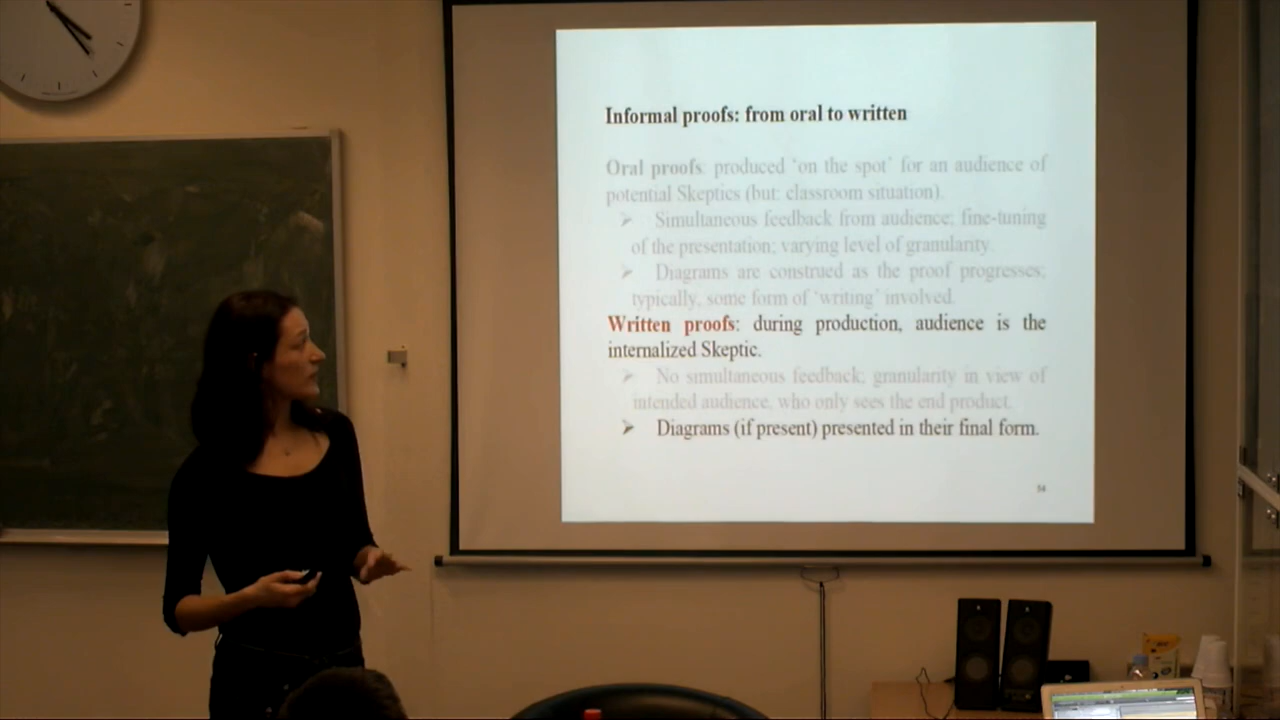 Informal proofs: from oral to written
Oral proofs: produced 'on the spot' for an audience of
potential Skeptics (but: classroom situation).
➢ Simultaneous feedback from audience; fine-tuning
of the presentation; varying level of granularity.
➢ Diagrams are construed as the proof progresses;
typically, some form of 'writing' involved.
Written proofs: during production, audience is the
internalized Skeptic.
➢ No simultaneous feedback; granularity in view of
intended audience, who only sees the end product.
➢ Diagrams (if present) presented in their final form.